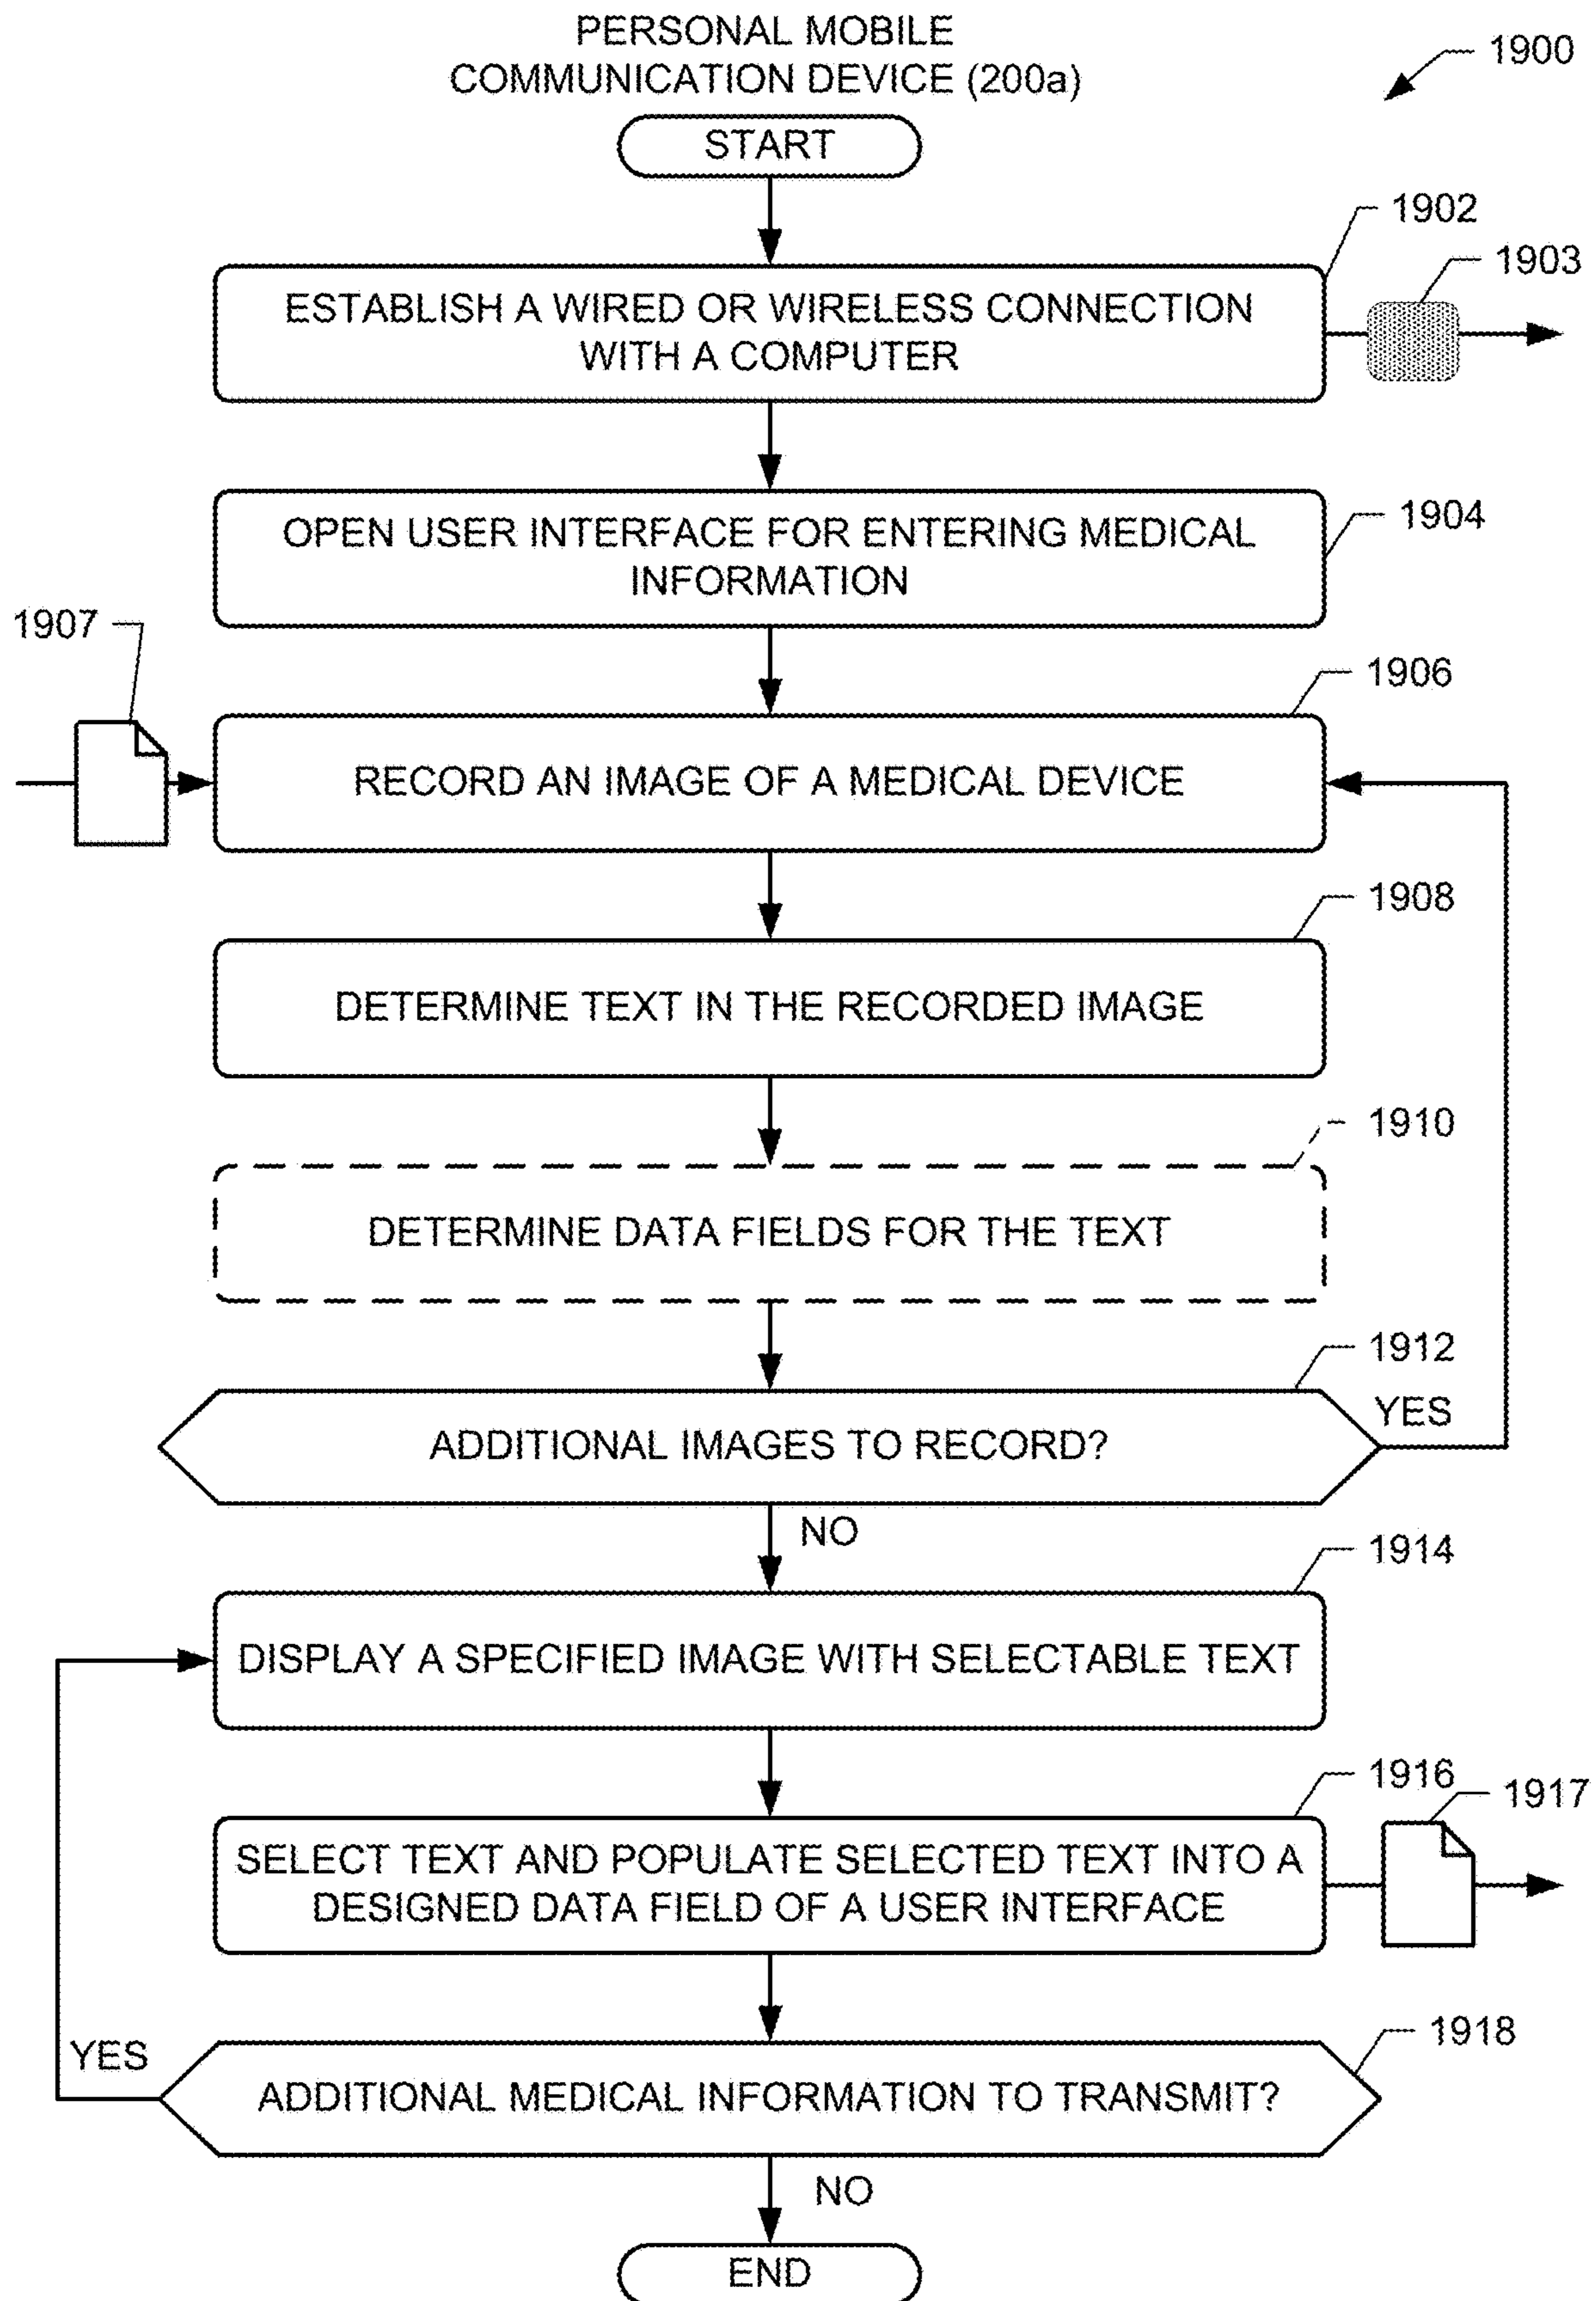 PERSONAL MOBILE
COMMUNICATION DEVICE (200a)
1900
START
1902
1903
ESTABLISH A WIRED OR WIRELESS CONNECTION
WITH A COMPUTER
1904
OPEN USER INTERFACE FOR ENTERING MEDICAL
INFORMATION
1907
1906
RECORD AN IMAGE OF A MEDICAL DEVICE
1908
DETERMINE TEXT IN THE RECORDED IMAGE
1910
DETERMINE DATA FIELDS FOR THE TEXT
1912
YES
ADDITIONAL IMAGES TO RECORD?
NO
1914
DISPLAY A SPECIFIED IMAGE WITH SELECTABLE TEXT
1916
1917
SELECT TEXT AND POPULATE SELECTED TEXT INTO A
DESIGNED DATA FIELD OF A USER INTERFACE
1918
YES
ADDITIONAL MEDICAL INFORMATION TO TRANSMIT?
NO
END